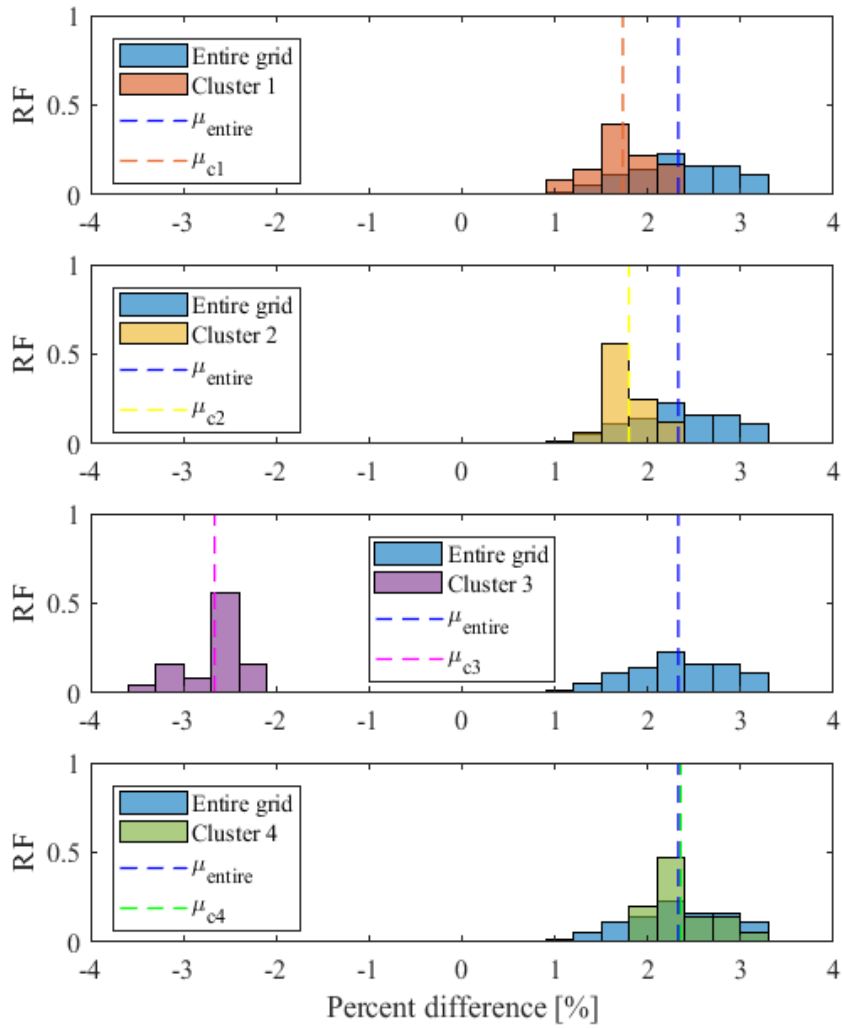 1
0.5
0
RF
Entire grid
Cluster 1
μentire
μc1
-4 -3 -2 -1 0 1 2 3 4
1
0.5
0
RF
Entire grid
Cluster 2
μentire
μc2
-4 -3 -2 -1 0 1 2 3 4
1
0.5
0
RF
Entire grid
Cluster 3
μentire
μc3
-4 -3 -2 -1 0 1 2 3 4
1
0.5
0
RF
Entire grid
Cluster 4
μentire
μc4
-4 -3 -2 -1 0 1 2 3 4
Percent difference [%]